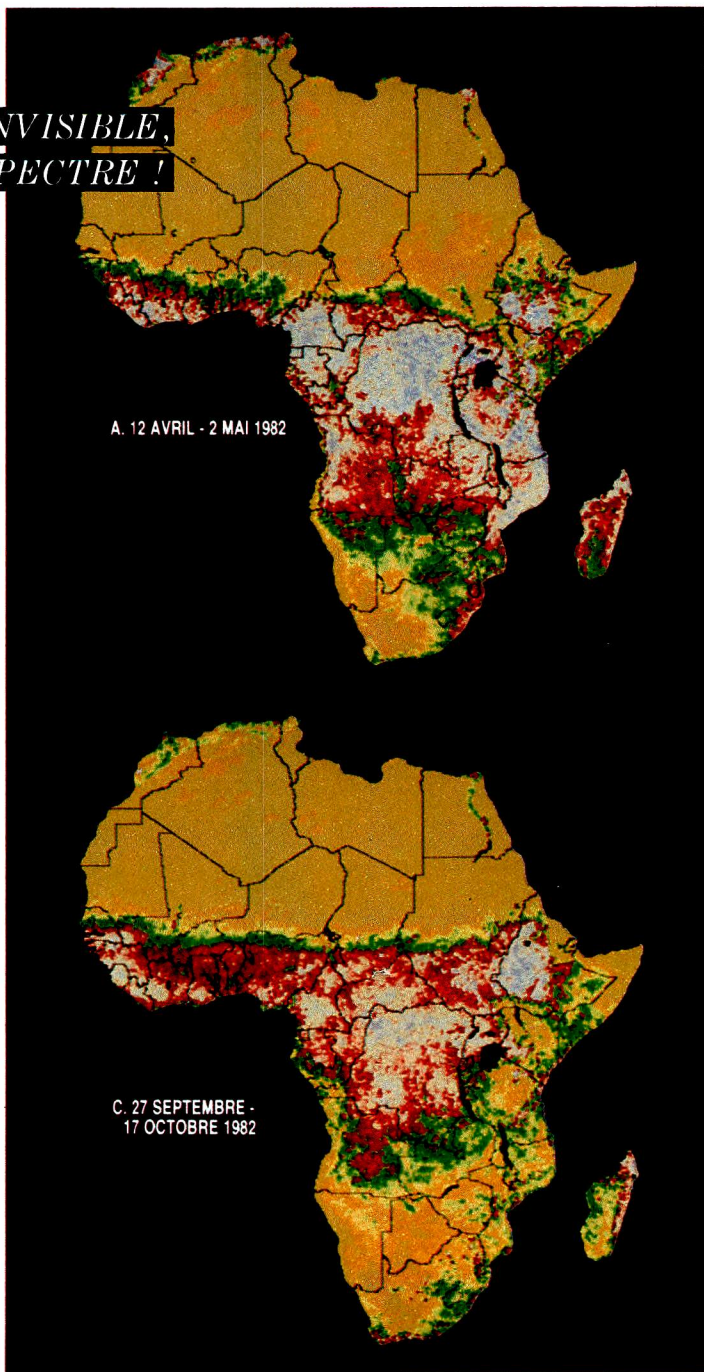 NVISIBLE,
PECTRE !
A. 12 AVRIL - 2 MAI 1982
C. 27 SEPTEMBRE -
17 OCTOBRE 1982